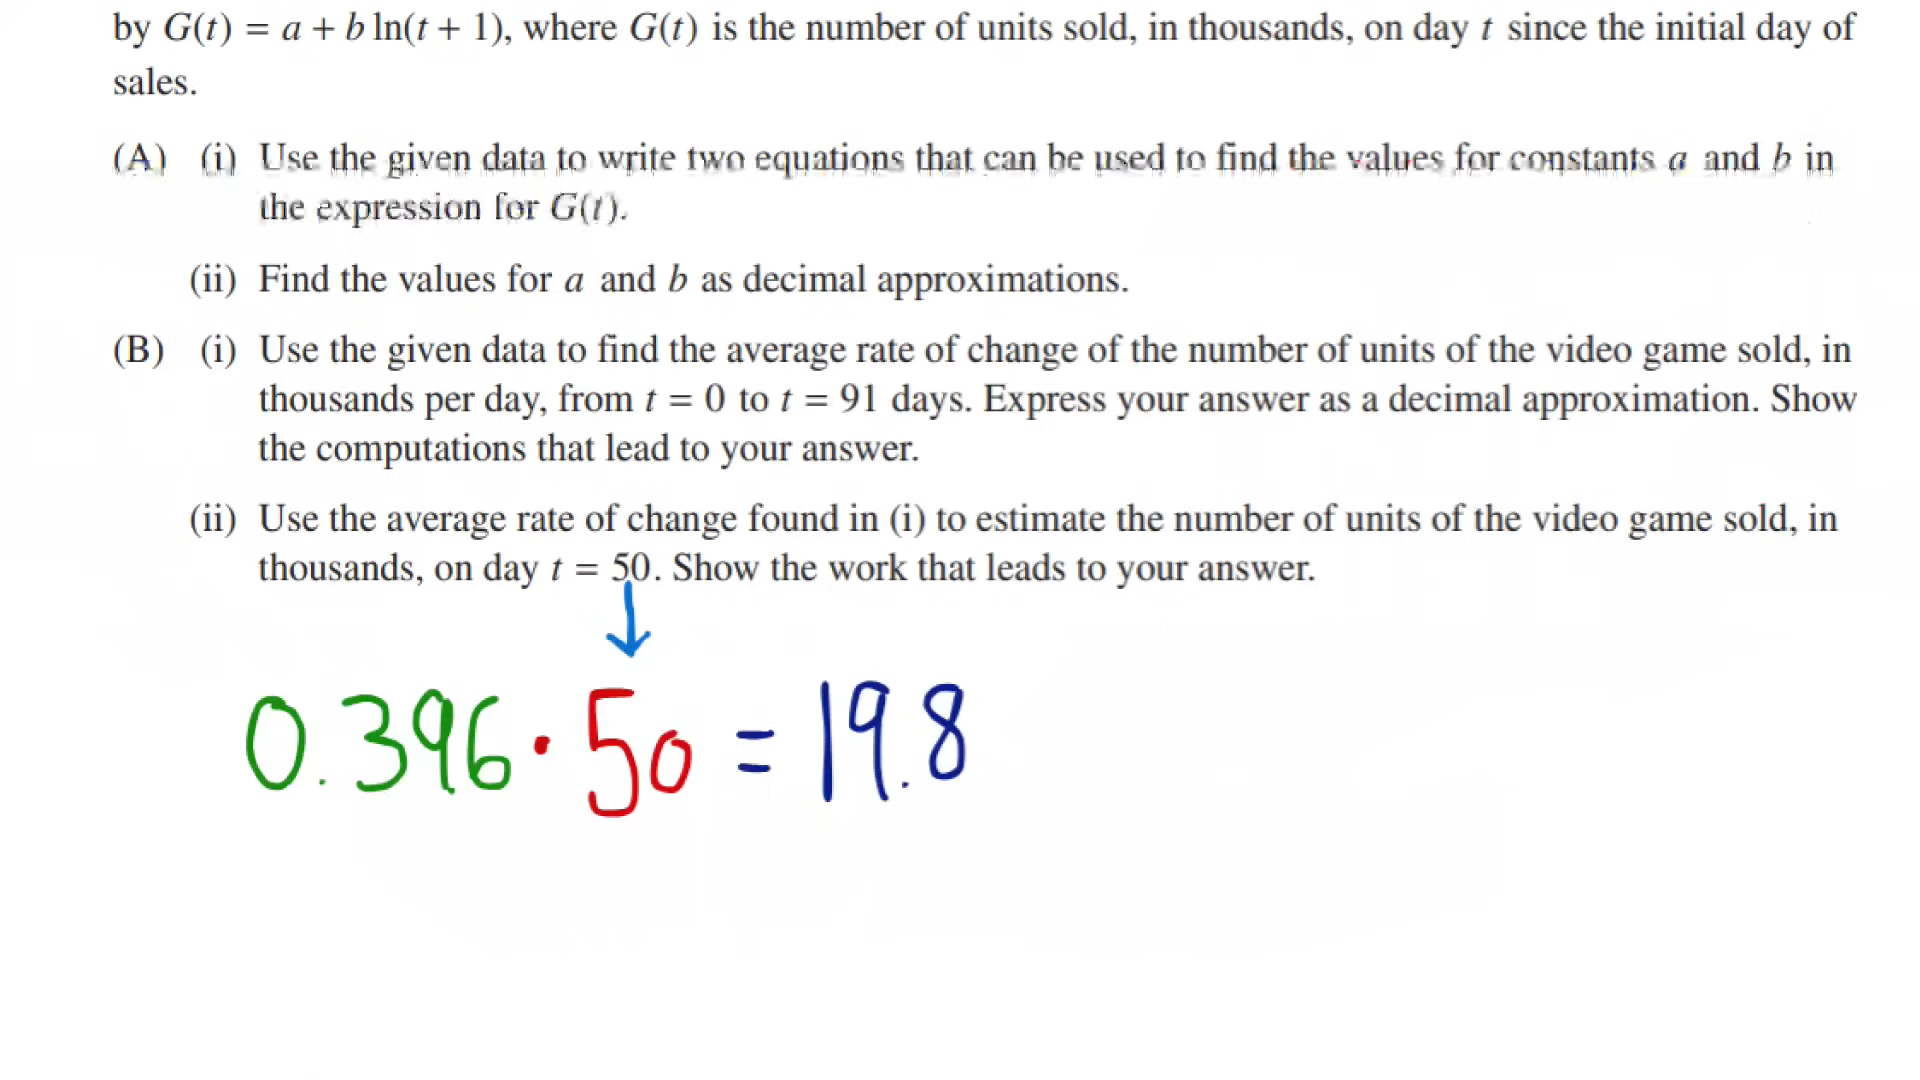 by G(t) = a + b ln(t + 1), where G(t) is the number of units sold, in thousands, on day t since the initial day of
sales.
(A) (i) Use the given data to write two equations that can be used to find the values for constants a and b in
the expression for G(t).
(ii) Find the values for a and b as decimal approximations.
(B) (i) Use the given data to find the average rate of change of the number of units of the video game sold, in
thousands per day, from t = 0 to t = 91 days. Express your answer as a decimal approximation. Show
the computations that lead to your answer.
(ii) Use the average rate of change found in (i) to estimate the number of units of the video game sold, in
thousands, on day t = 50. Show the work that leads to your answer.
0.396 · 50 = 19.8